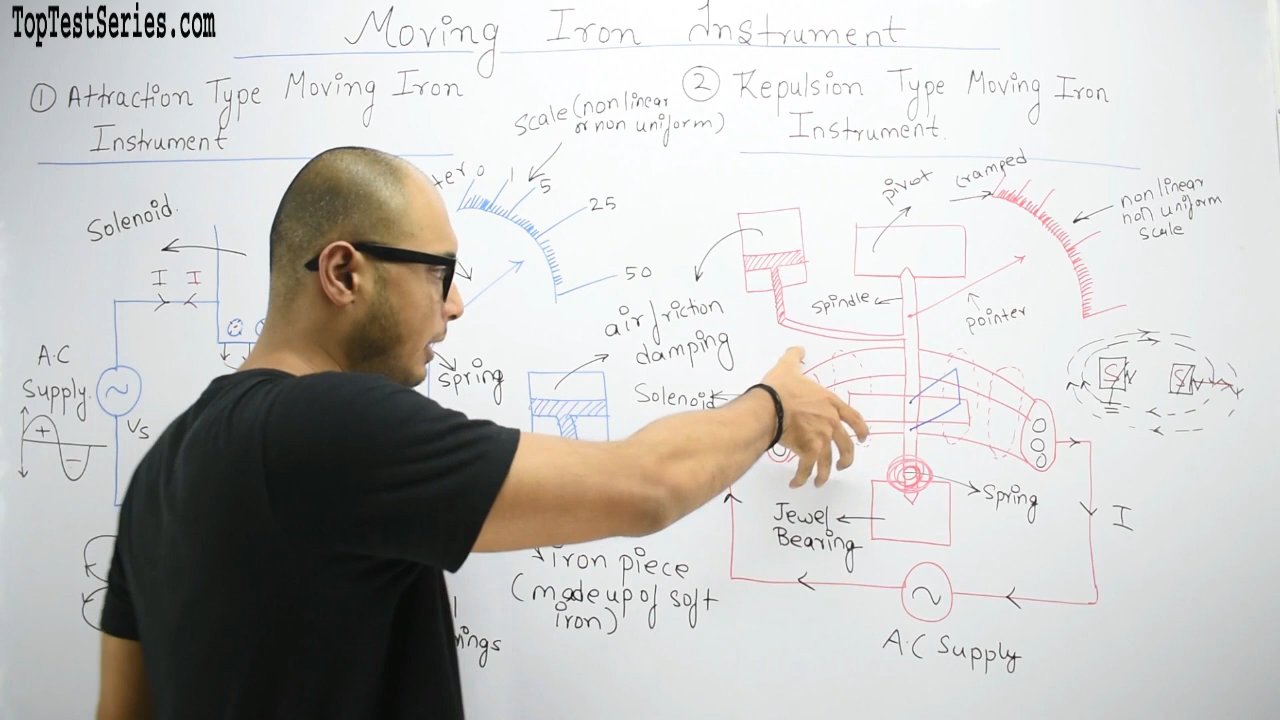 TopTestSeries.com
Moving Iron Instrument
① Attraction Type Moving Iron
Instrument
Scale (non linear
or non uniform)
0 1 5 25 50
Solenoid.
I I
A.C
Supply.
+
-
Vs
Spring
② Repulsion Type Moving Iron
Instrument.
pivot
cramped
non linear
non uniform
scale
spindle
pointer
air friction
damping
Solenoid
Spring
I
Jewel
Bearing
iron piece
(made up of soft
iron)
A.C Supply